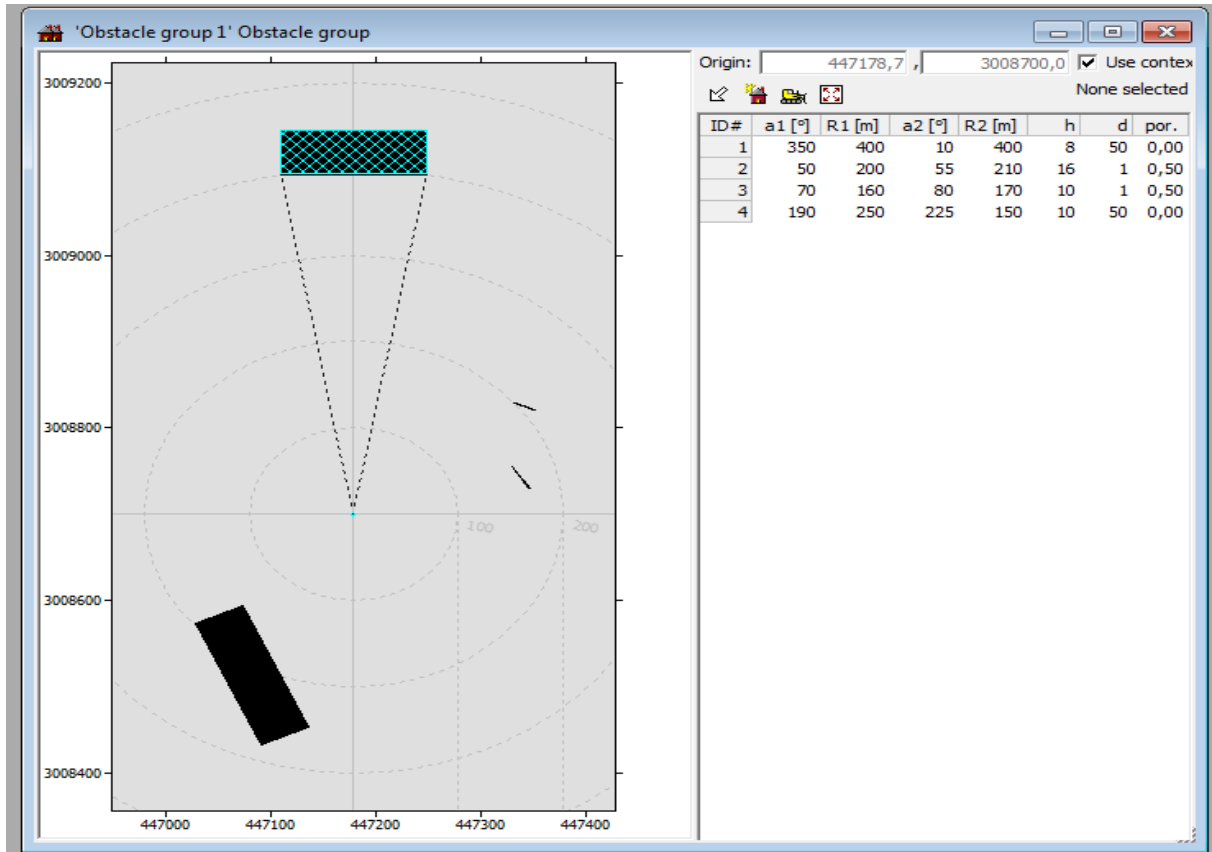 'Obstacle group 1' Obstacle group
Origin: 447178,7 , 3008700,0 Use contex
None selected
ID# a1 [°] R1 [m] a2 [°] R2 [m] h d por.
1 350 400 10 400 8 50 0,00
2 50 200 55 210 16 1 0,50
3 70 160 80 170 10 1 0,50
4 190 250 225 150 10 50 0,00
3009200
3009000
3008800
3008600
3008400
100 200
447000 447100 447200 447300 447400